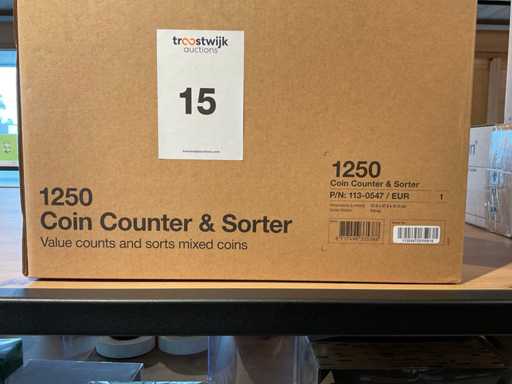 troostwijk
auctions
15
1250
Coin Counter & Sorter
Value counts and sorts mixed coins
1250
Coin Counter & Sorter
P/N: 113-0547 / EUR 1